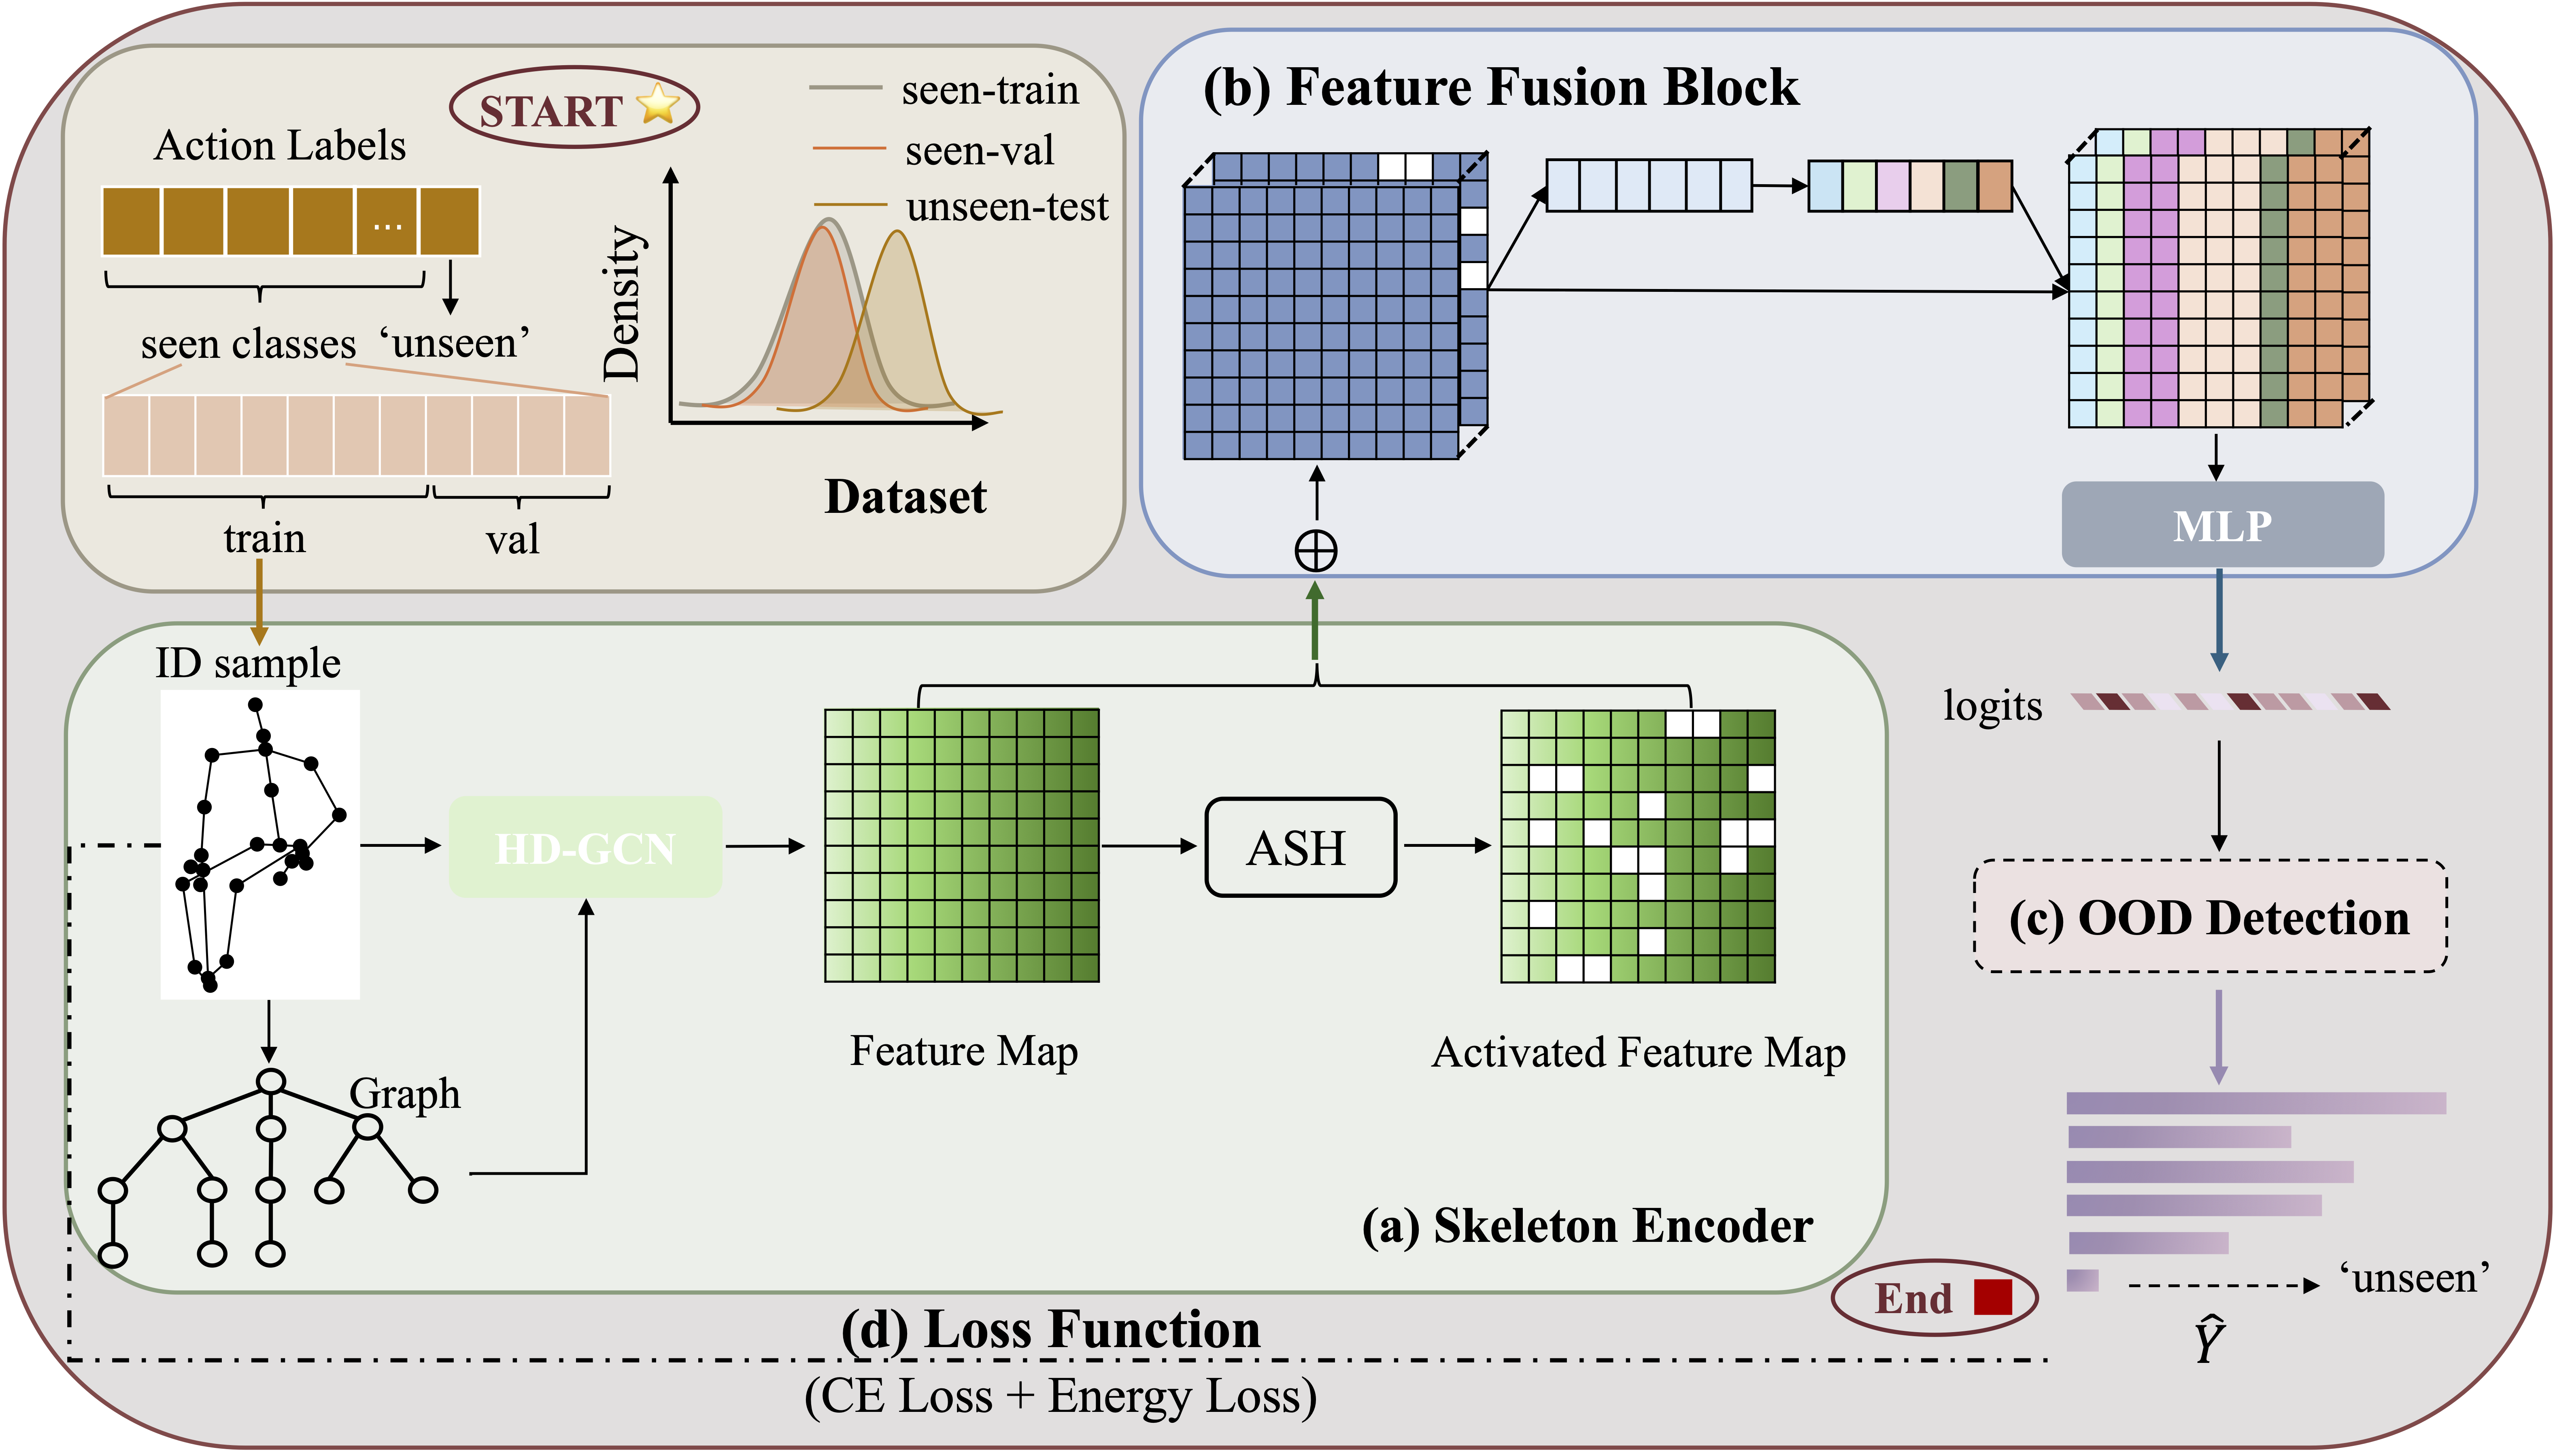 START
seen-train
seen-val
unseen-test
Action Labels
...
seen classes
‘unseen’
train
val
Density
Dataset
(b) Feature Fusion Block
MLP
ID sample
HD-GCN
Feature Map
ASH
Activated Feature Map
Graph
(a) Skeleton Encoder
logits
(c) OOD Detection
‘unseen’
Ŷ
End
(d) Loss Function
(CE Loss + Energy Loss)